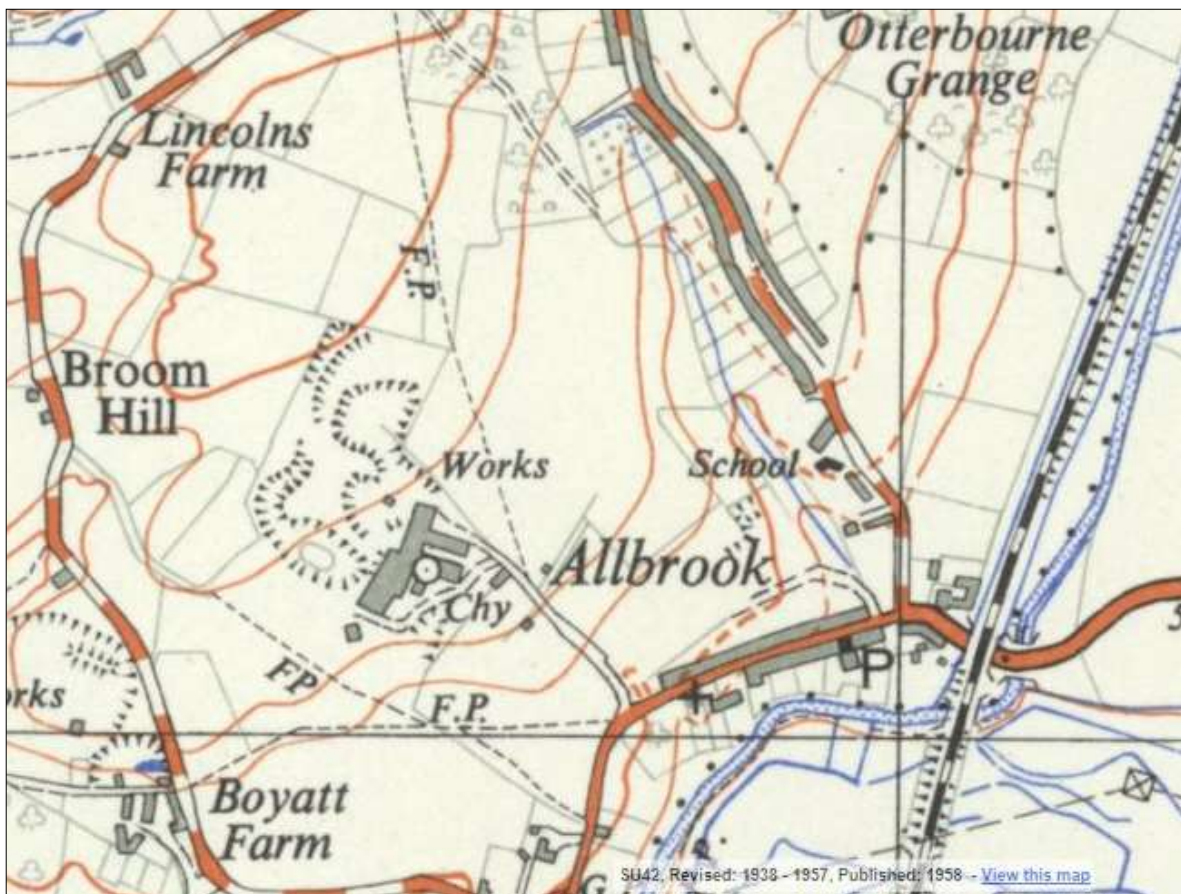 Otterbourne
Grange
Lincolns
Farm
F.P.
Broom
Hill
Works
School
Allbrook
Chy
FP
F.P.
P
Boyatt
Farm
SU42, Revised: 1938 - 1957, Published: 1958 - View this map